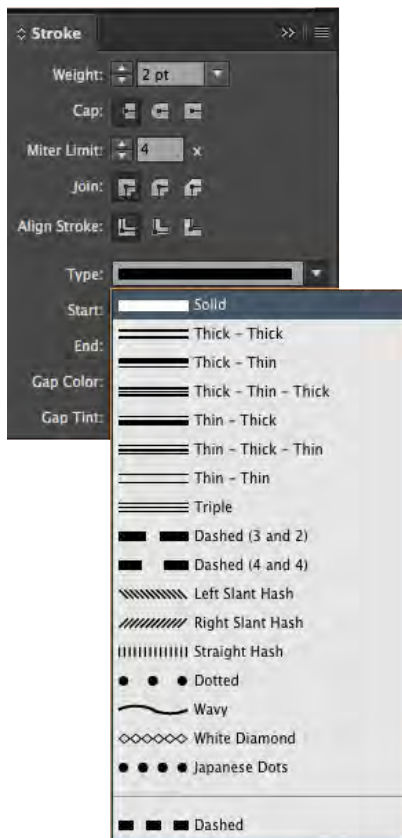 Stroke
Weight: 2 pt
Cap:
Miter Limit: 4 x
Join:
Align Stroke:
Type:
Start:
End:
Gap Color:
Gap Tint:
Solid
Thick - Thick
Thick - Thin
Thick - Thin - Thick
Thin - Thick
Thin - Thick - Thin
Thin - Thin
Triple
Dashed (3 and 2)
Dashed (4 and 4)
Left Slant Hash
Right Slant Hash
Straight Hash
Dotted
Wavy
White Diamond
Japanese Dots
Dashed